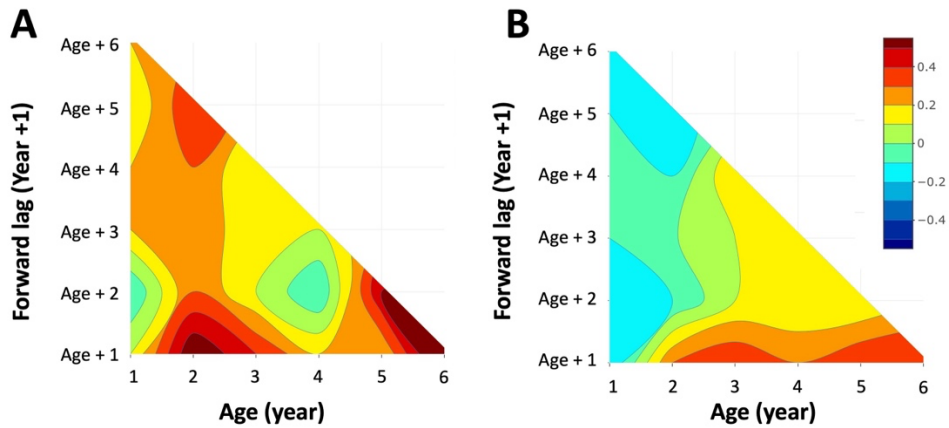 A
B
Forward lag (Year +1)
Age + 6
Age + 5
Age + 4
Age + 3
Age + 2
Age + 1
1 2 3 4 5 6
Age (year)
Forward lag (Year +1)
Age + 6
Age + 5
Age + 4
Age + 3
Age + 2
Age + 1
1 2 3 4 5 6
Age (year)
0.4
0.2
0
−0.2
−0.4